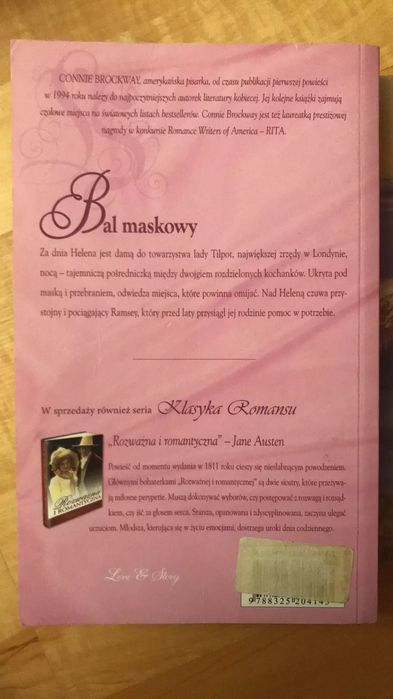 CONNIE BROCKWAY, amerykańska pisarka, od czasu publikacji pierwszej powieści
w 1994 roku należy do najpoczytniejszych autorek literatury kobiecej. Jej kolejne książki zajmują
czołowe miejsca na światowych listach bestsellerów. Connie Brockway jest też laureatką prestiżowej
nagrody w konkursie Romance Writers of America – RITA.
Bal maskowy
Za dnia Helena jest damą do towarzystwa lady Tilpot, największej zrzędy w Londynie,
nocą – tajemniczą pośredniczką między dwojgiem rozdzielonych kochanków. Ukryta pod
maską i przebraniem, odwiedza miejsca, które powinna omijać. Nad Heleną czuwa przy-
stojny i pociągający Ramsey, który przed laty przysiągł jej rodzinie pomoc w potrzebie.
W sprzedaży również seria Klasyka Romansu
„Rozważna i romantyczna" – Jane Austen
Powieść od momentu wydania w 1811 roku cieszy się niesłabnącym powodzeniem.
Głównymi bohaterkami „Rozważnej i romantycznej" są dwie siostry, które przeżywa-
ją miłosne perypetie. Muszą dokonywać wyborów, czy postępować z rozwagą i rozsąd-
kiem, czy iść za głosem serca. Starsza, opanowana i zdyscyplinowana, zaczyna ulegać
uczuciom. Młodsza, kierująca się w życiu emocjami, dostrzega uroki dnia codziennego.
Rozważna
I ROMANTYCZNA
Love & Story
9 788325 204143